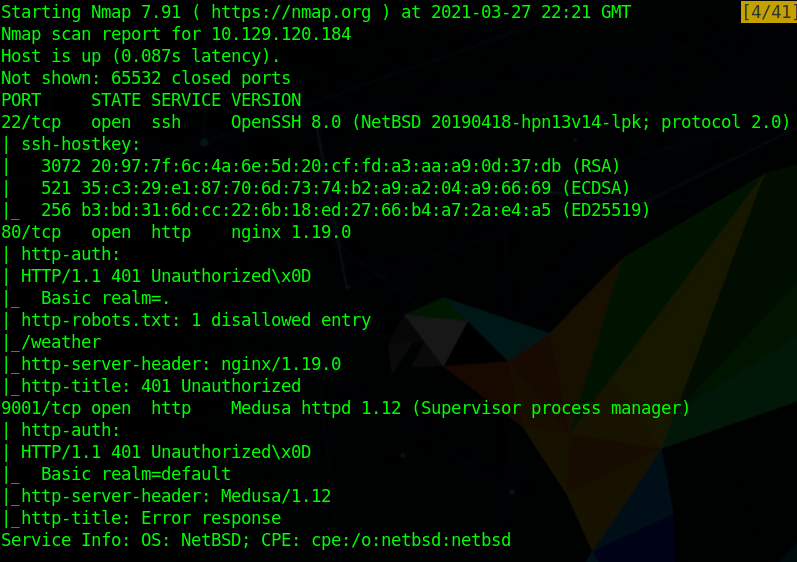 Starting Nmap 7.91 ( https://nmap.org ) at 2021-03-27 22:21 GMT [4/41]
Nmap scan report for 10.129.120.184
Host is up (0.087s latency).
Not shown: 65532 closed ports
PORT     STATE SERVICE VERSION
22/tcp   open  ssh     OpenSSH 8.0 (NetBSD 20190418-hpn13v14-lpk; protocol 2.0)
| ssh-hostkey:
|   3072 20:97:7f:6c:4a:6e:5d:20:cf:fd:a3:aa:a9:0d:37:db (RSA)
|   521 35:c3:29:e1:87:70:6d:73:74:b2:a9:a2:04:a9:66:69 (ECDSA)
|_  256 b3:bd:31:6d:cc:22:6b:18:ed:27:66:b4:a7:2a:e4:a5 (ED25519)
80/tcp   open  http    nginx 1.19.0
| http-auth:
| HTTP/1.1 401 Unauthorized\x0D
|_  Basic realm=.
| http-robots.txt: 1 disallowed entry
|_/weather
|_http-server-header: nginx/1.19.0
|_http-title: 401 Unauthorized
9001/tcp open  http    Medusa httpd 1.12 (Supervisor process manager)
| http-auth:
| HTTP/1.1 401 Unauthorized\x0D
|_  Basic realm=default
|_http-server-header: Medusa/1.12
|_http-title: Error response
Service Info: OS: NetBSD; CPE: cpe:/o:netbsd:netbsd